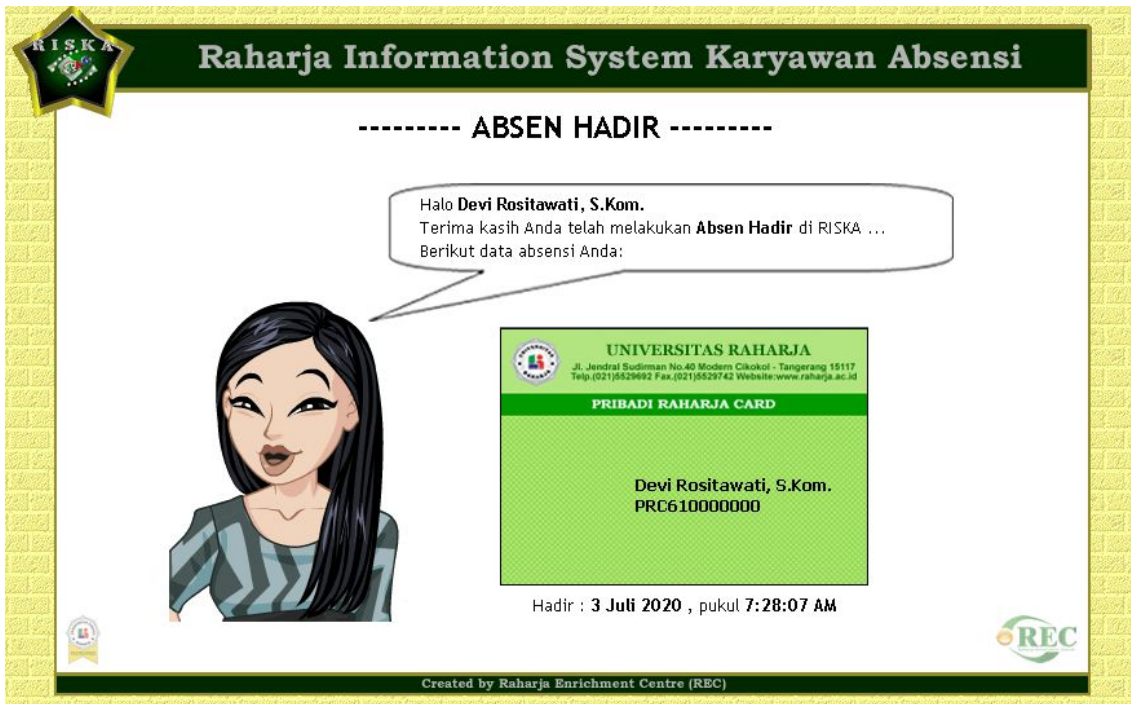 RISKA
Raharja Information System Karyawan Absensi
--------- ABSEN HADIR ---------
Halo Devi Rositawati, S.Kom.
Terima kasih Anda telah melakukan Absen Hadir di RISKA ...
Berikut data absensi Anda:
UNIVERSITAS RAHARJA
Jl. Jendral Sudirman No.40 Modern Cikokol - Tangerang 15117
Telp.(021)5529692 Fax.(021)5529742 Website:www.raharja.ac.id
PRIBADI RAHARJA CARD
Devi Rositawati, S.Kom.
PRC610000000
Hadir : 3 Juli 2020 , pukul 7:28:07 AM
REC
Created by Raharja Enrichment Centre (REC)